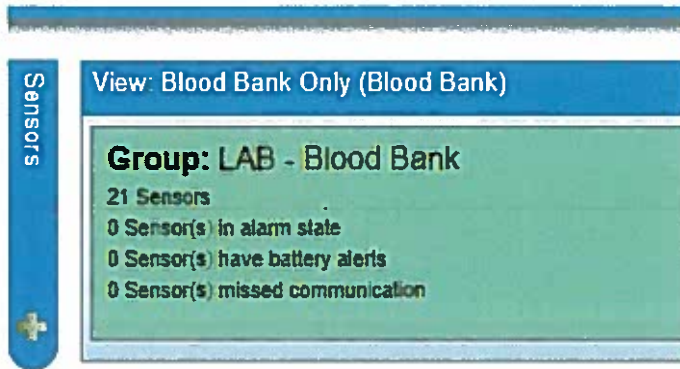 Sensors
View: Blood Bank Only (Blood Bank)
Group: LAB - Blood Bank
21 Sensors
0 Sensor(s) in alarm state
0 Sensor(s) have battery alerts
0 Sensor(s) missed communication